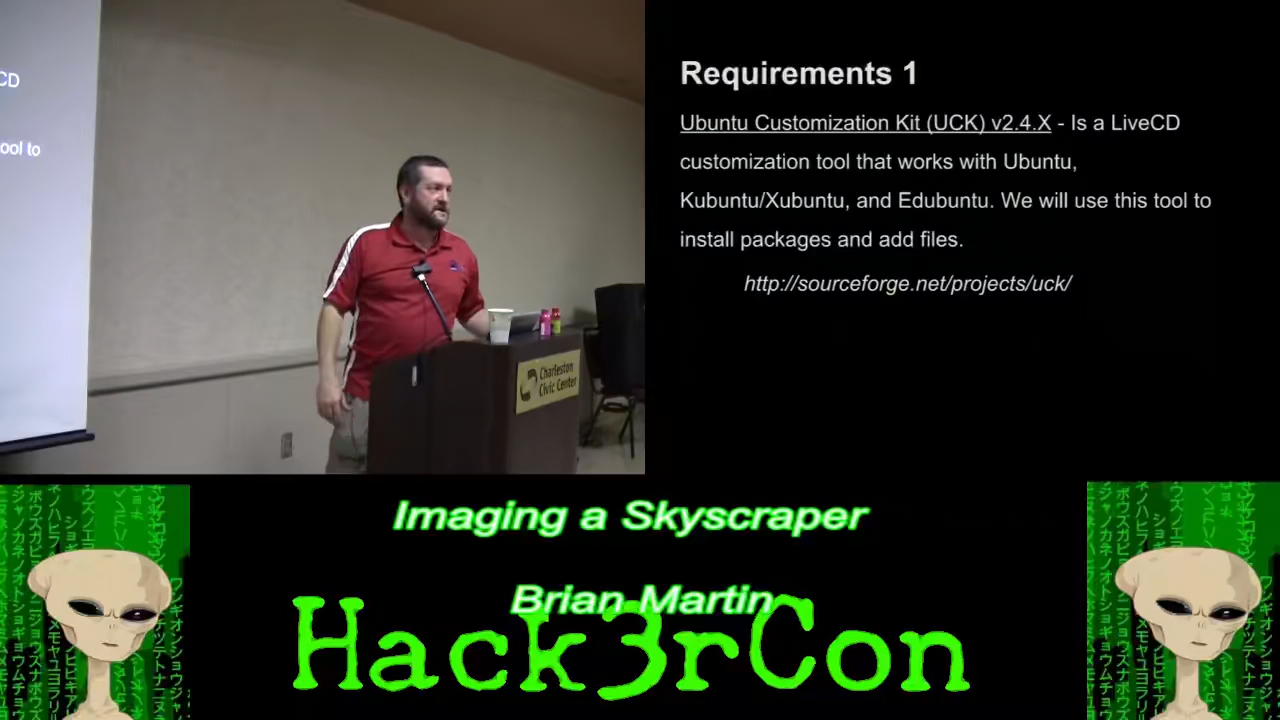 CD
ool to
Charleston
Civic Center
Requirements 1
Ubuntu Customization Kit (UCK) v2.4.X - Is a LiveCD
customization tool that works with Ubuntu,
Kubuntu/Xubuntu, and Edubuntu. We will use this tool to
install packages and add files.
http://sourceforge.net/projects/uck/
Imaging a Skyscraper
Brian Martin
Hack3rCon